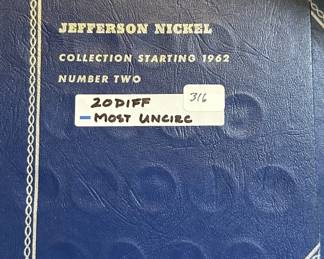 JEFFERSON NICKEL
COLLECTION STARTING 1962
NUMBER TWO
20 DIFF
316
— MOST UNCIRC